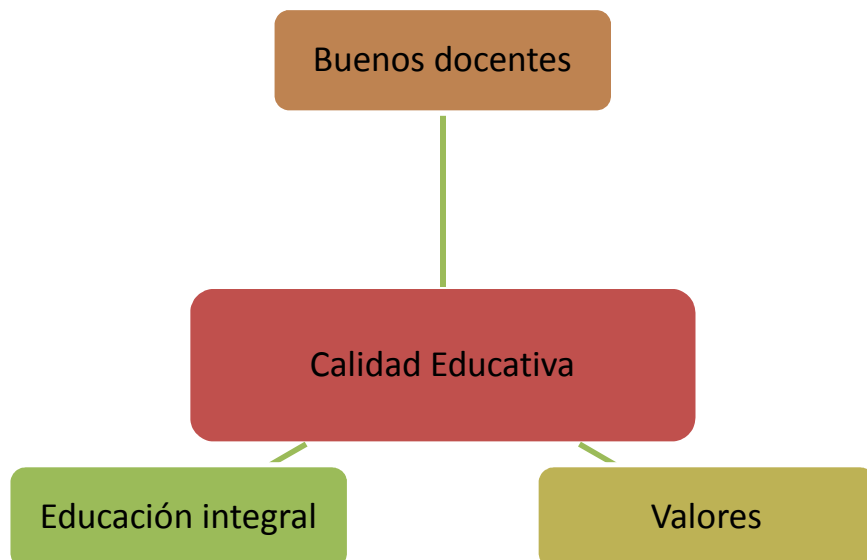 Buenos docentes
Calidad Educativa
Educación integral
Valores